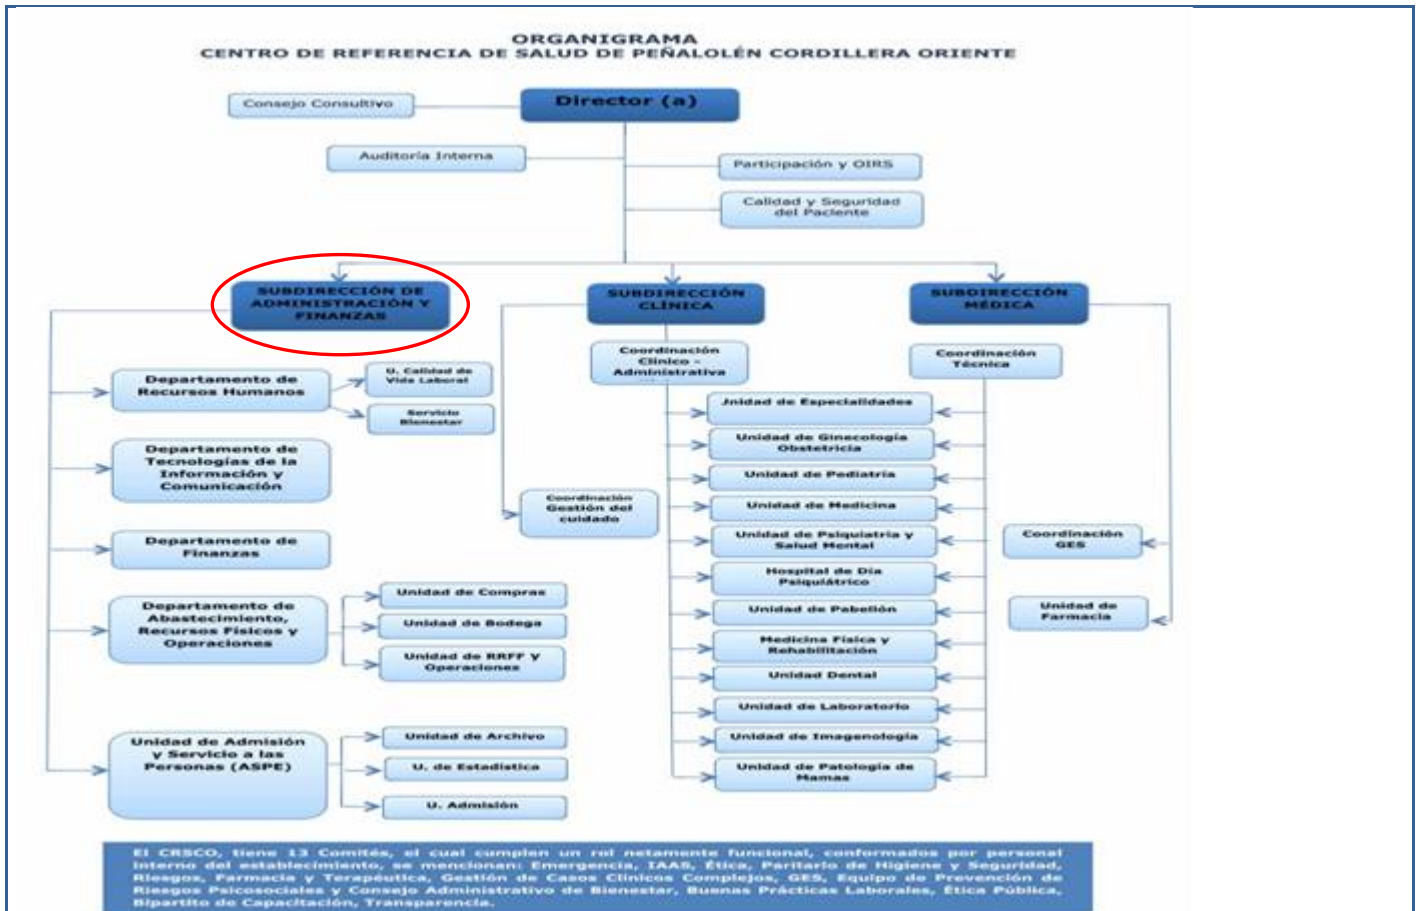 ORGANIGRAMA
CENTRO DE REFERENCIA DE SALUD DE PEÑALOLÉN CORDILLERA ORIENTE
Consejo Consultivo
Director (a)
Auditoría Interna
Participación y OIRS
Calidad y Seguridad
del Paciente
SUBDIRECCIÓN DE
ADMINISTRACIÓN Y
FINANZAS
SUBDIRECCIÓN
CLÍNICA
SUBDIRECCIÓN
MÉDICA
Departamento de
Recursos Humanos
U. Calidad de
Vida Laboral
Servicio
Bienestar
Departamento de
Tecnologías de la
Información y
Comunicación
Departamento de
Finanzas
Departamento de
Abastecimiento,
Recursos Físicos y
Operaciones
Unidad de Compras
Unidad de Bodega
Unidad de RRFF y
Operaciones
Unidad de Admisión
y Servicio a las
Personas (ASPE)
Unidad de Archivo
U. de Estadística
U. Admisión
Coordinación
Clínico -
Administrativa
Coordinación
Gestión del
cuidado
Coordinación
Técnica
Unidad de Especialidades
Unidad de Ginecología
Obstetricia
Unidad de Pediatría
Unidad de Medicina
Unidad de Psiquiatría y
Salud Mental
Hospital de Día
Psiquiátrico
Unidad de Pabellón
Medicina Física y
Rehabilitación
Unidad Dental
Unidad de Laboratorio
Unidad de Imagenología
Unidad de Patología de
Mamas
Coordinación
GES
Unidad de
Farmacia
El CRSCO, tiene 13 Comités, el cual cumplen un rol netamente funcional, conformados por personal
interno del establecimiento, se mencionan: Emergencia, IAAS, Ética, Paritario de Higiene y Seguridad,
Riesgos, Farmacia y Terapéutica, Gestión de Casos Clínicos Complejos, GES, Equipo de Prevención de
Riesgos Psicosociales y Consejo Administrativo de Bienestar, Buenas Prácticas Laborales, Ética Pública,
Bipartito de Capacitación, Transparencia.